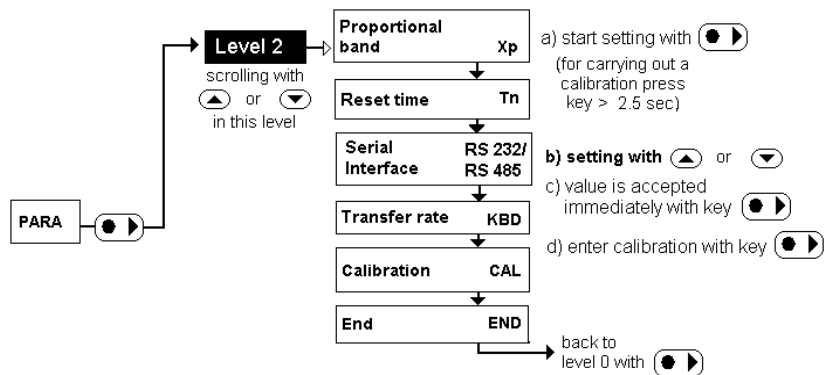 PARA
Level 2
scrolling with
or
in this level
Proportional
band Xp
Reset time Tn
Serial RS 232/
Interface RS 485
Transfer rate KBD
Calibration CAL
End END
a) start setting with
(for carrying out a
calibration press
key > 2.5 sec)
b) setting with or
c) value is accepted
immediately with key
d) enter calibration with key
back to
level 0 with